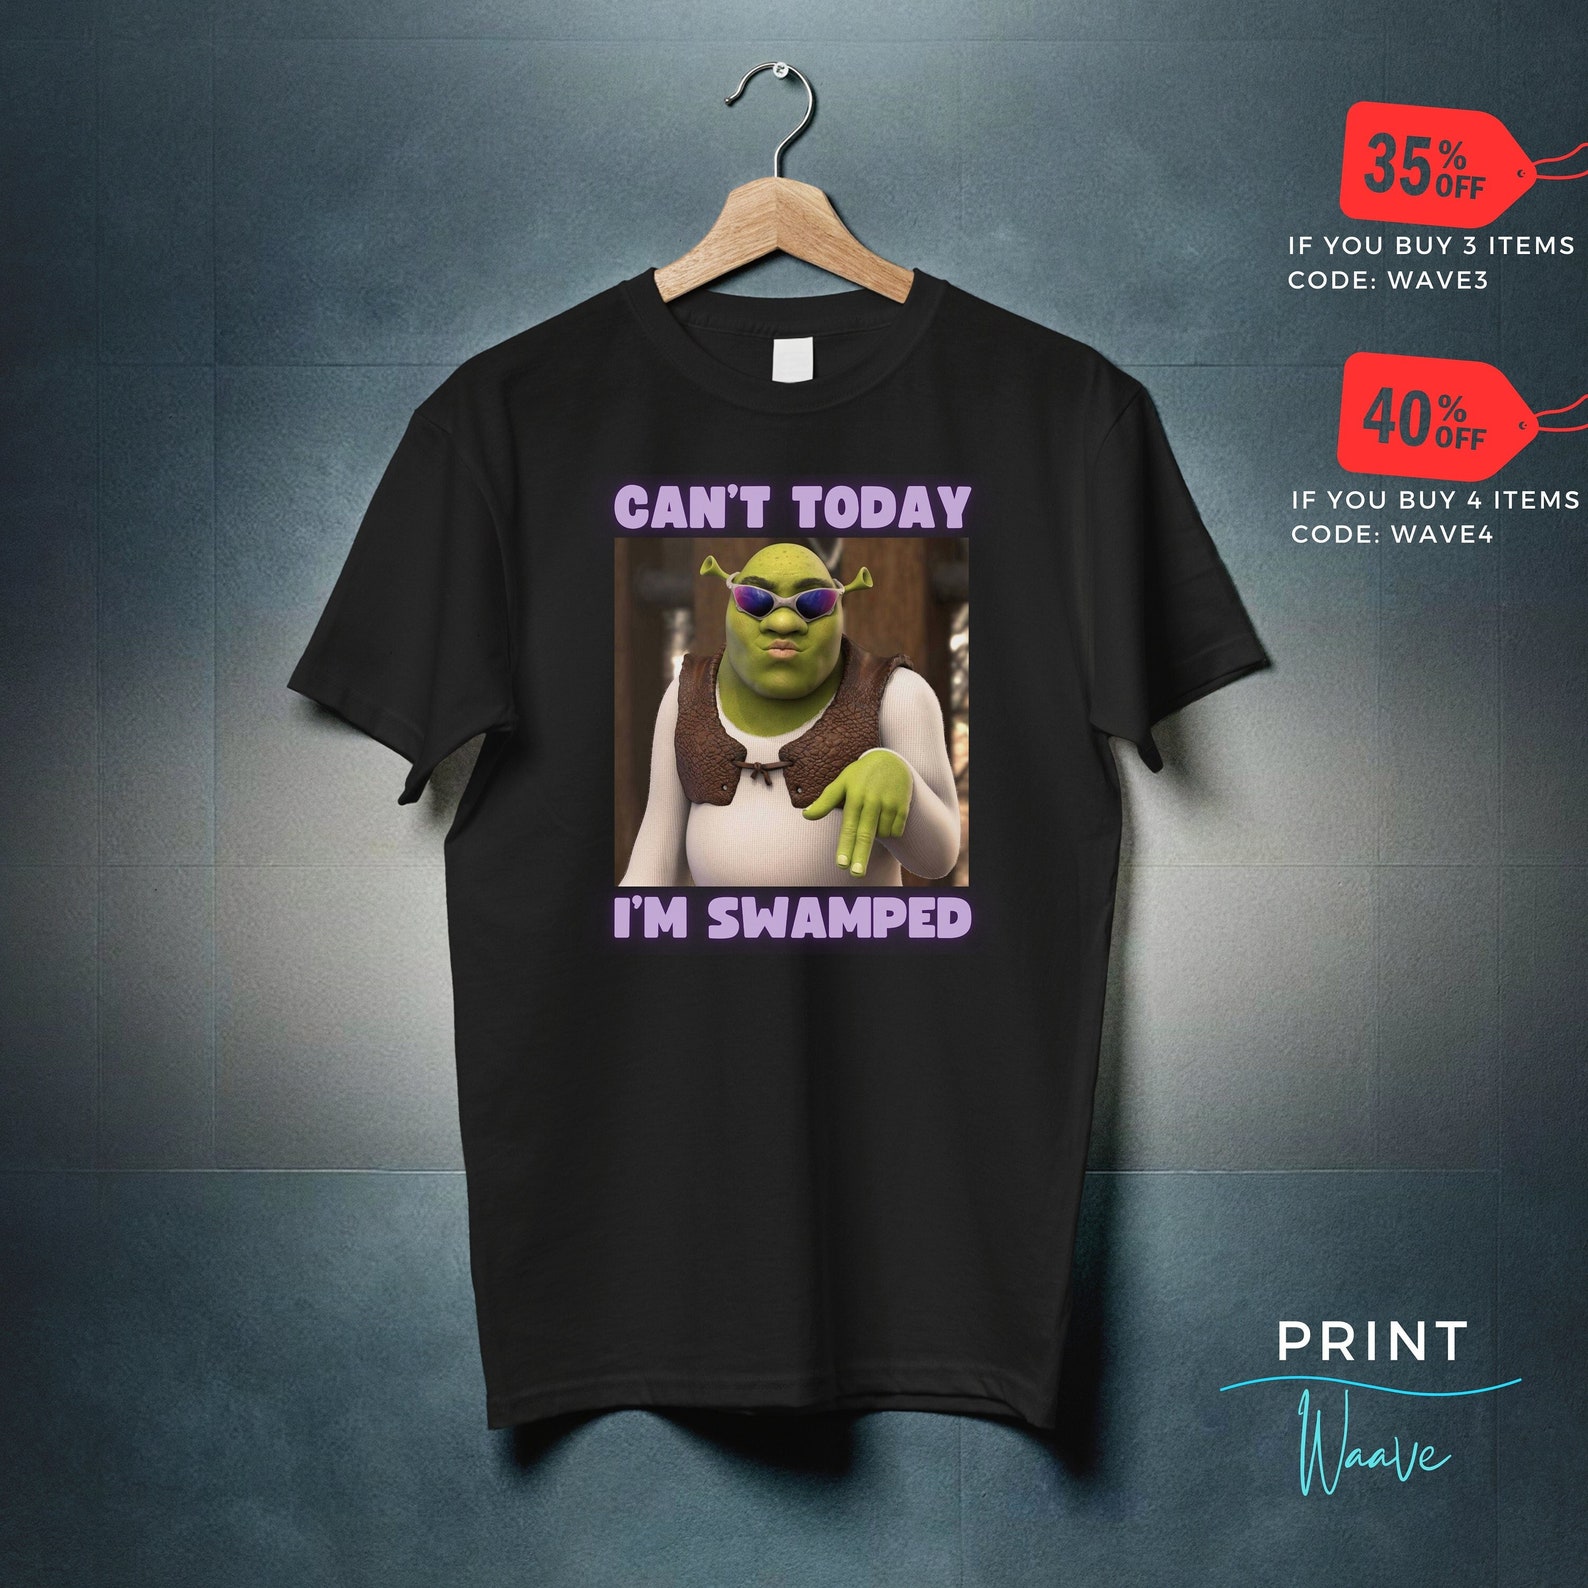 CAN'T TODAY
I'M SWAMPED
35% OFF
IF YOU BUY 3 ITEMS
CODE: WAVE3
40% OFF
IF YOU BUY 4 ITEMS
CODE: WAVE4
PRINT
Waave